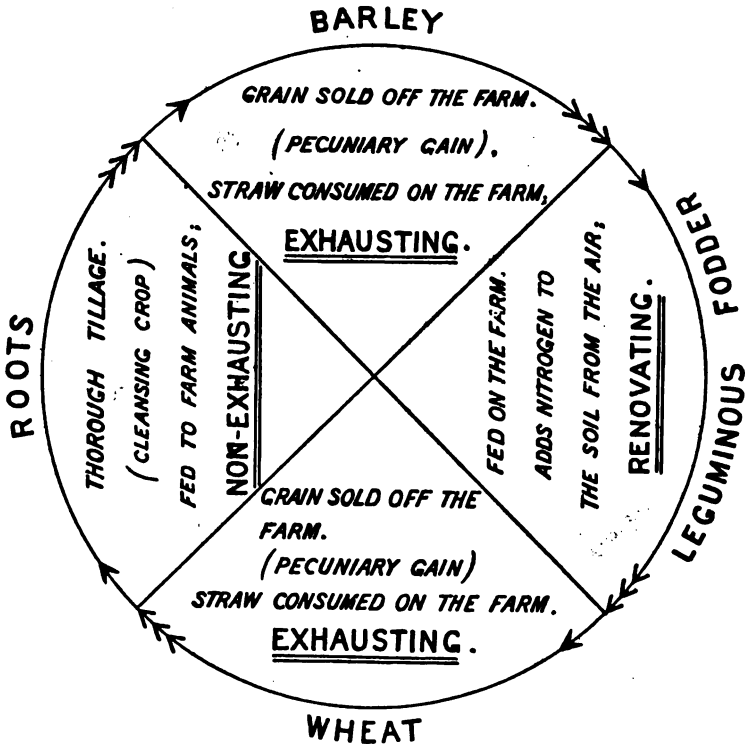 BARLEY
GRAIN SOLD OFF THE FARM.
(PECUNIARY GAIN).
STRAW CONSUMED ON THE FARM,
EXHAUSTING.
LEGUMINOUS FODDER
FED ON THE FARM.
ADDS NITROGEN TO
THE SOIL FROM THE AIR;
RENOVATING.
WHEAT
GRAIN SOLD OFF THE
FARM.
(PECUNIARY GAIN)
STRAW CONSUMED ON THE FARM.
EXHAUSTING.
ROOTS
THOROUGH TILLAGE.
(CLEANSING CROP)
FED TO FARM ANIMALS;
NON-EXHAUSTING